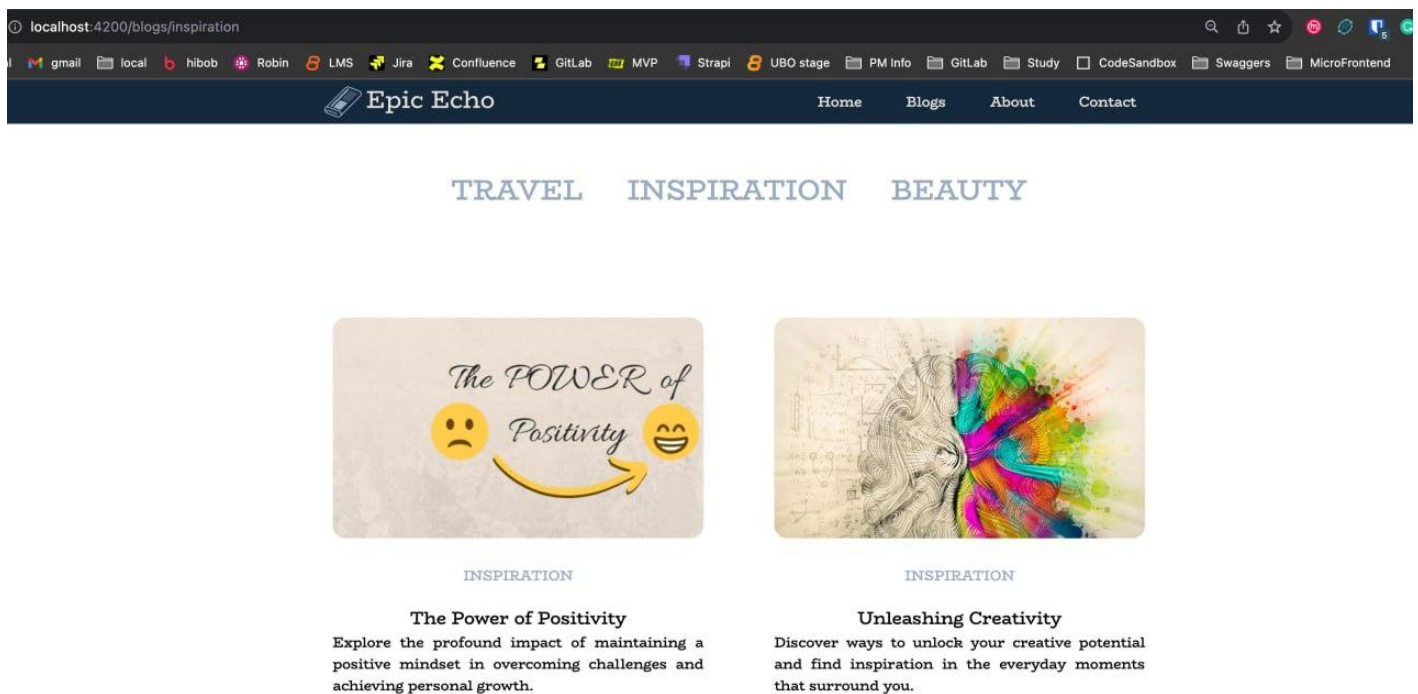 localhost:4200/blogs/inspiration
gmail local hibob Robin LMS Jira Confluence GitLab MVP Strapi UBO stage PM Info GitLab Study CodeSandbox Swaggers MicroFrontend
5
Epic Echo Home Blogs About Contact
TRAVEL INSPIRATION BEAUTY
The POWER of
Positivity
INSPIRATION
The Power of Positivity
Explore the profound impact of maintaining a
positive mindset in overcoming challenges and
achieving personal growth.
INSPIRATION
Unleashing Creativity
Discover ways to unlock your creative potential
and find inspiration in the everyday moments
that surround you.